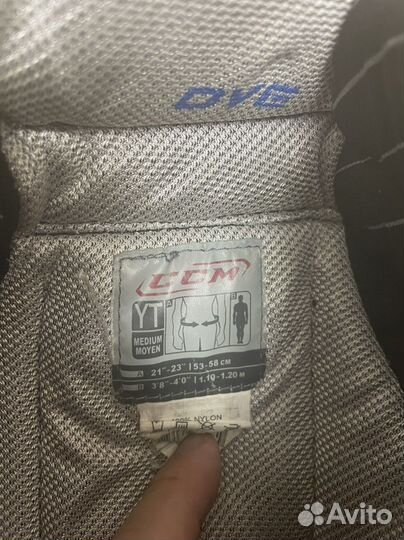 DVS
CCM
YT
A
B
MEDIUM
MOYEN
A 21"-23" | 53-58 CM
B 3'8"-4'0" | 1.10-1.20 M
100% NYLON
Avito